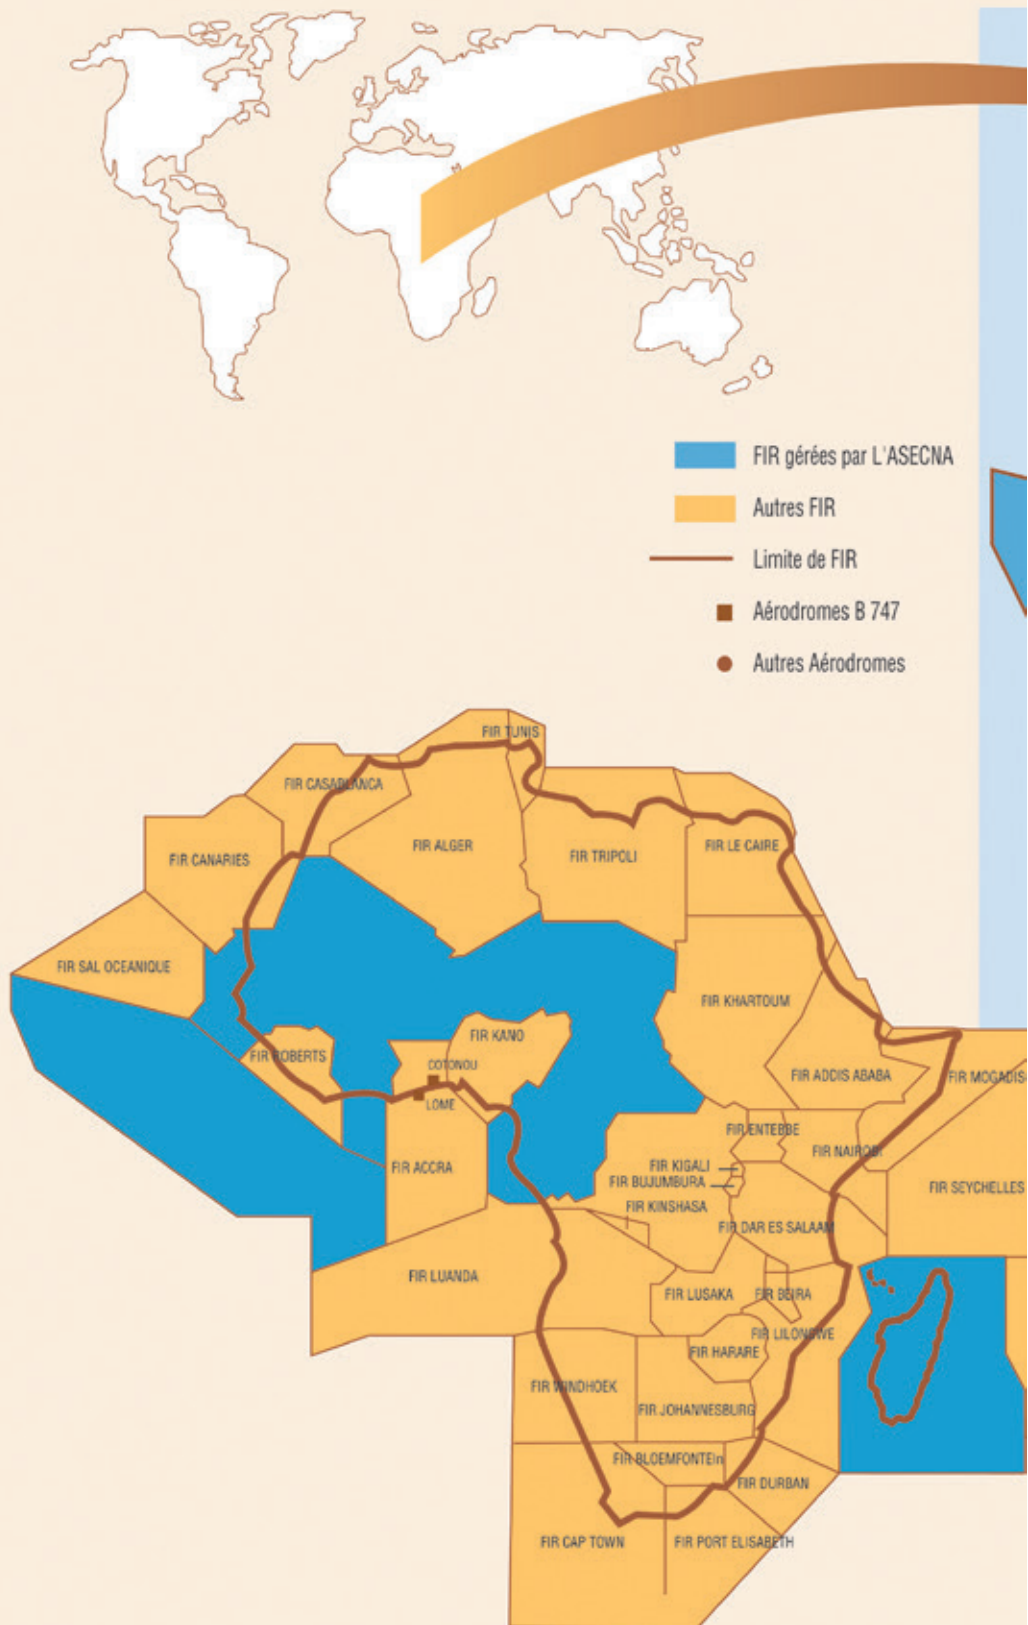 FIR gérées par L'ASECNA
Autres FIR
Limite de FIR
Aérodromes B 747
Autres Aérodromes
FIR TUNIS
FIR CASABLANCA
FIR ALGER
FIR TRIPOLI
FIR LE CAIRE
FIR CANARIES
FIR SAL OCEANIQUE
FIR KHARTOUM
FIR KANO
FIR ROBERTS
COTONOU
LOME
FIR ADDIS ABABA
FIR MOGADISC
FIR ENTEBBE
FIR NAIROBI
FIR ACCRA
FIR KIGALI
FIR BUJUMBURA
FIR SEYCHELLES
FIR KINSHASA
FIR DAR ES SALAAM
FIR LUANDA
FIR LUSAKA
FIR BEIRA
FIR LILONGWE
FIR HARARE
FIR WINDHOEK
FIR JOHANNESBURG
FIR BLOEMFONTEIn
FIR DURBAN
FIR CAP TOWN
FIR PORT ELISABETH